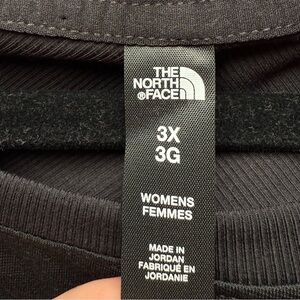 THE
NORTH
®FACE
3X
3G
WOMENS
FEMMES
MADE IN
JORDAN
FABRIQUÉ EN
JORDANIE